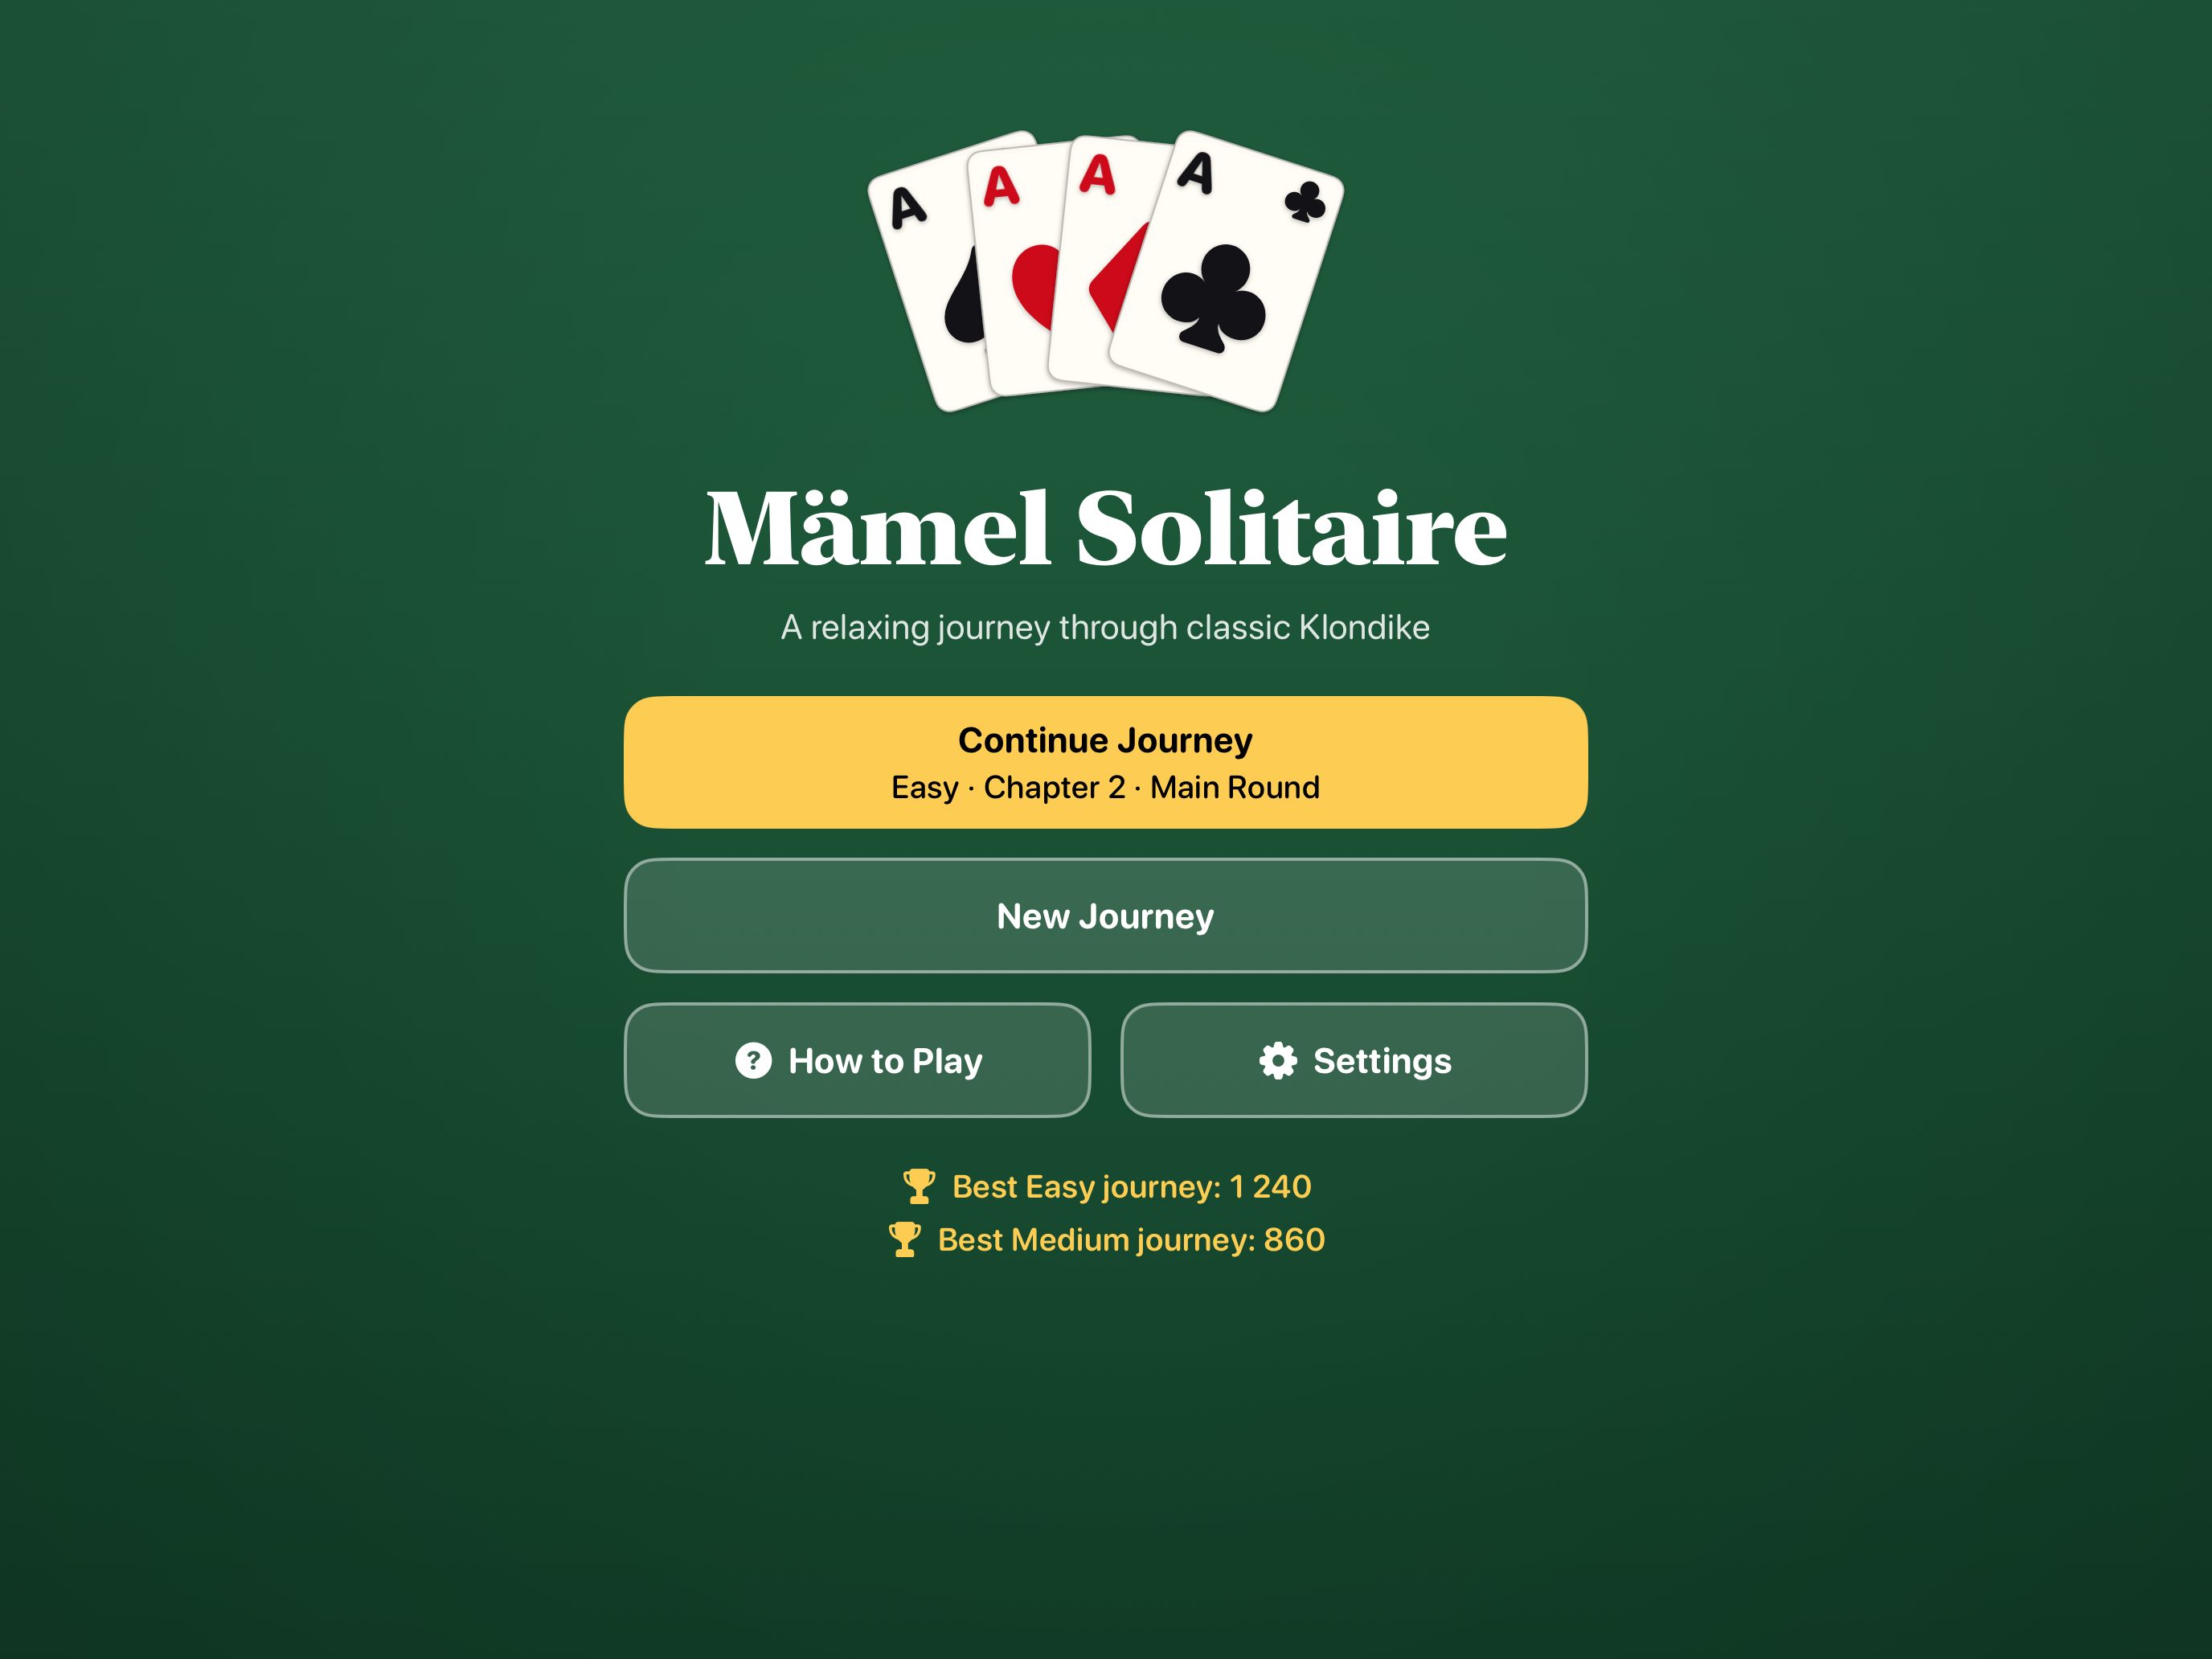 A A A A
Mämel Solitaire
A relaxing journey through classic Klondike
Continue Journey
Easy · Chapter 2 · Main Round
New Journey
How to Play
Settings
Best Easy journey: 1 240
Best Medium journey: 860